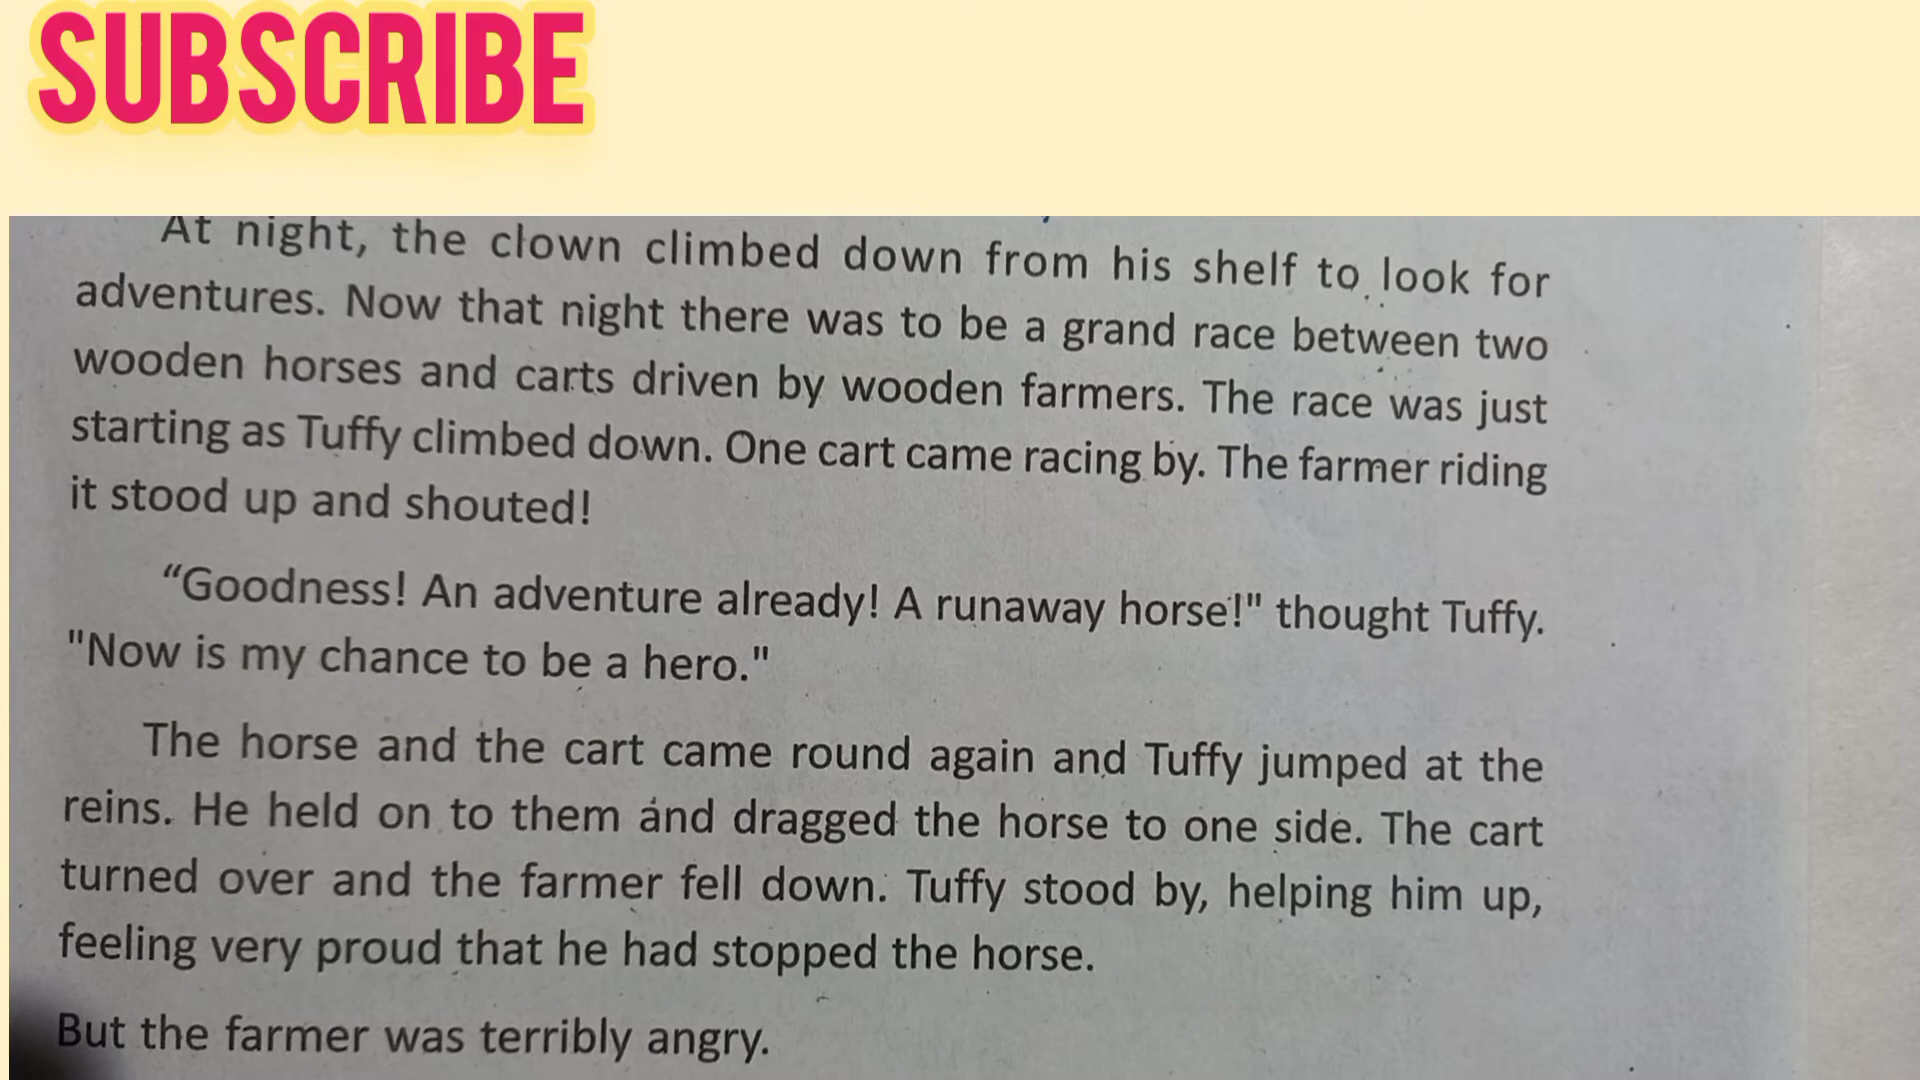 SUBSCRIBE
At night, the clown climbed down from his shelf to look for
adventures. Now that night there was to be a grand race between two
wooden horses and carts driven by wooden farmers. The race was just
starting as Tuffy climbed down. One cart came racing by. The farmer riding
it stood up and shouted!
“Goodness! An adventure already! A runaway horse!" thought Tuffy.
"Now is my chance to be a hero."
The horse and the cart came round again and Tuffy jumped at the
reins. He held on to them and dragged the horse to one side. The cart
turned over and the farmer fell down. Tuffy stood by, helping him up,
feeling very proud that he had stopped the horse.
But the farmer was terribly angry.